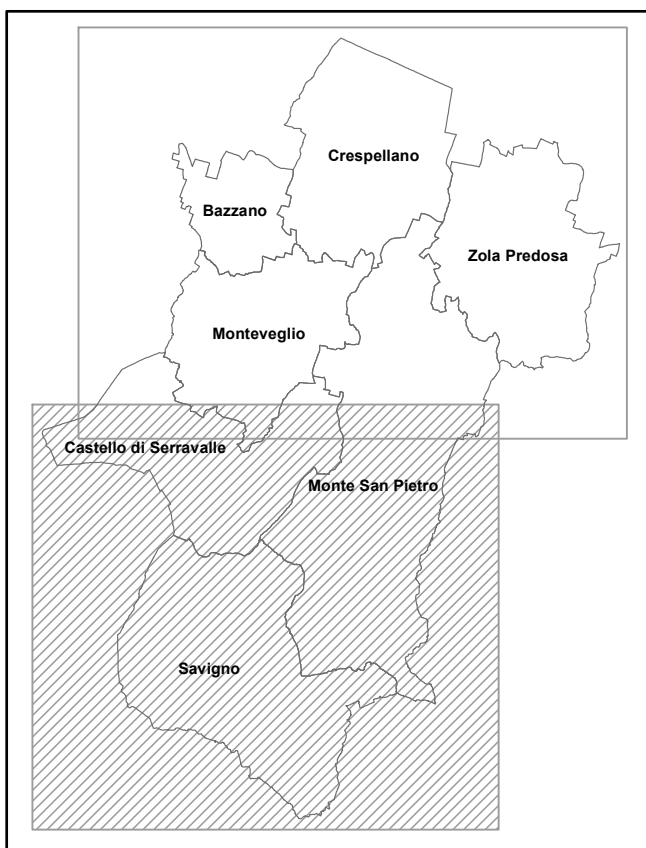 Crespellano
Bazzano
Zola Predosa
Monteveglio
Castello di Serravalle
Monte San Pietro
Savigno